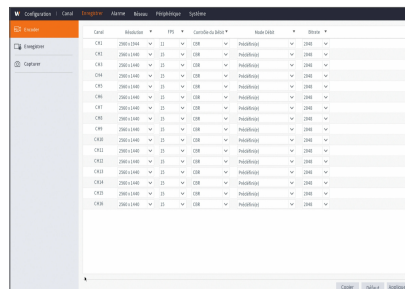 W Configuration | Canal Enregistrer Alarme Réseau Périphérique Système
Encoder
Enregistrer
Capturer
Canal Résolution FPS Contrôle du Débit Mode Débit Bitrate
CH1 2560 x 1944 11 CBR Prédéfini(e) 2048
CH2 2560 x 1440 15 CBR Prédéfini(e) 2048
CH3 2560 x 1440 15 CBR Prédéfini(e) 2048
CH4 2560 x 1440 15 CBR Prédéfini(e) 2048
CH5 2560 x 1440 15 CBR Prédéfini(e) 2048
CH6 2560 x 1440 15 CBR Prédéfini(e) 2048
CH7 2560 x 1440 15 CBR Prédéfini(e) 2048
CH8 2560 x 1440 15 CBR Prédéfini(e) 2048
CH9 2560 x 1440 15 CBR Prédéfini(e) 2048
CH10 2560 x 1440 15 CBR Prédéfini(e) 2048
CH11 2560 x 1440 15 CBR Prédéfini(e) 2048
CH12 2560 x 1440 15 CBR Prédéfini(e) 2048
CH13 2560 x 1440 15 CBR Prédéfini(e) 2048
CH14 2560 x 1440 15 CBR Prédéfini(e) 2048
CH15 2560 x 1440 15 CBR Prédéfini(e) 2048
CH16 2560 x 1440 15 CBR Prédéfini(e) 2048
Copier Défaut Appliquer